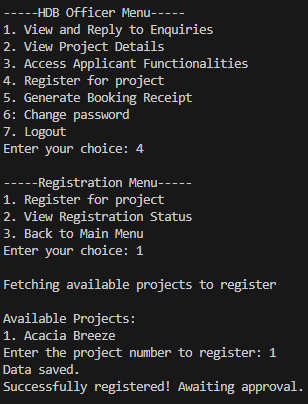 -----HDB Officer Menu-----
1. View and Reply to Enquiries
2. View Project Details
3. Access Applicant Functionalities
4. Register for project
5. Generate Booking Receipt
6: Change password
7. Logout
Enter your choice: 4
-----Registration Menu-----
1. Register for project
2. View Registration Status
3. Back to Main Menu
Enter your choice: 1
Fetching available projects to register
Available Projects:
1. Acacia Breeze
Enter the project number to register: 1
Data saved.
Successfully registered! Awaiting approval.